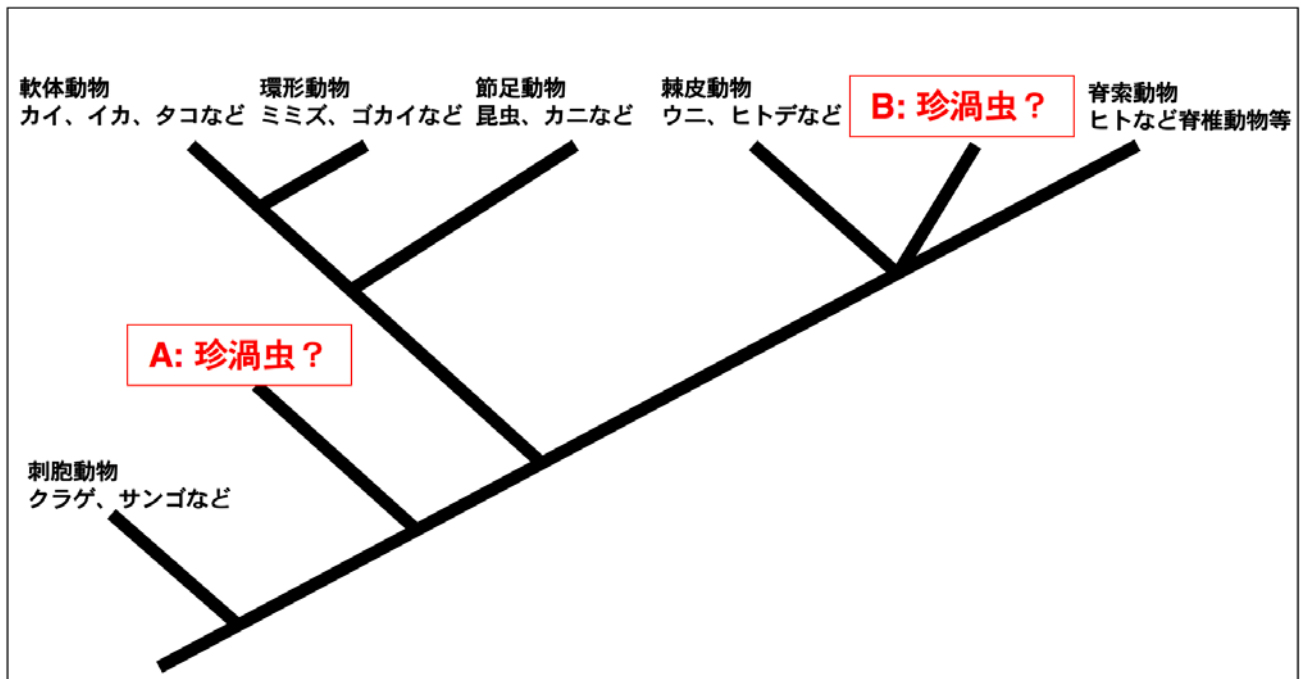 軟体動物
カイ、イカ、タコなど
環形動物
ミミズ、ゴカイなど
節足動物
昆虫、カニなど
棘皮動物
ウニ、ヒトデなど
B: 珍渦虫？
脊索動物
ヒトなど脊椎動物等
A: 珍渦虫？
刺胞動物
クラゲ、サンゴなど